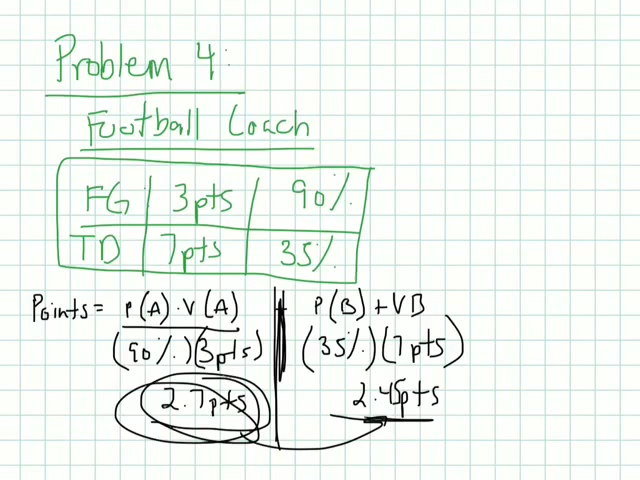 Problem 4:
Football Coach
FG 3pts 90%
TD 7pts 35%
Points = P(A)·V(A) + P(B)+VB
(90%)(3pts) (35%)(7pts)
2.7pts 2.45pts